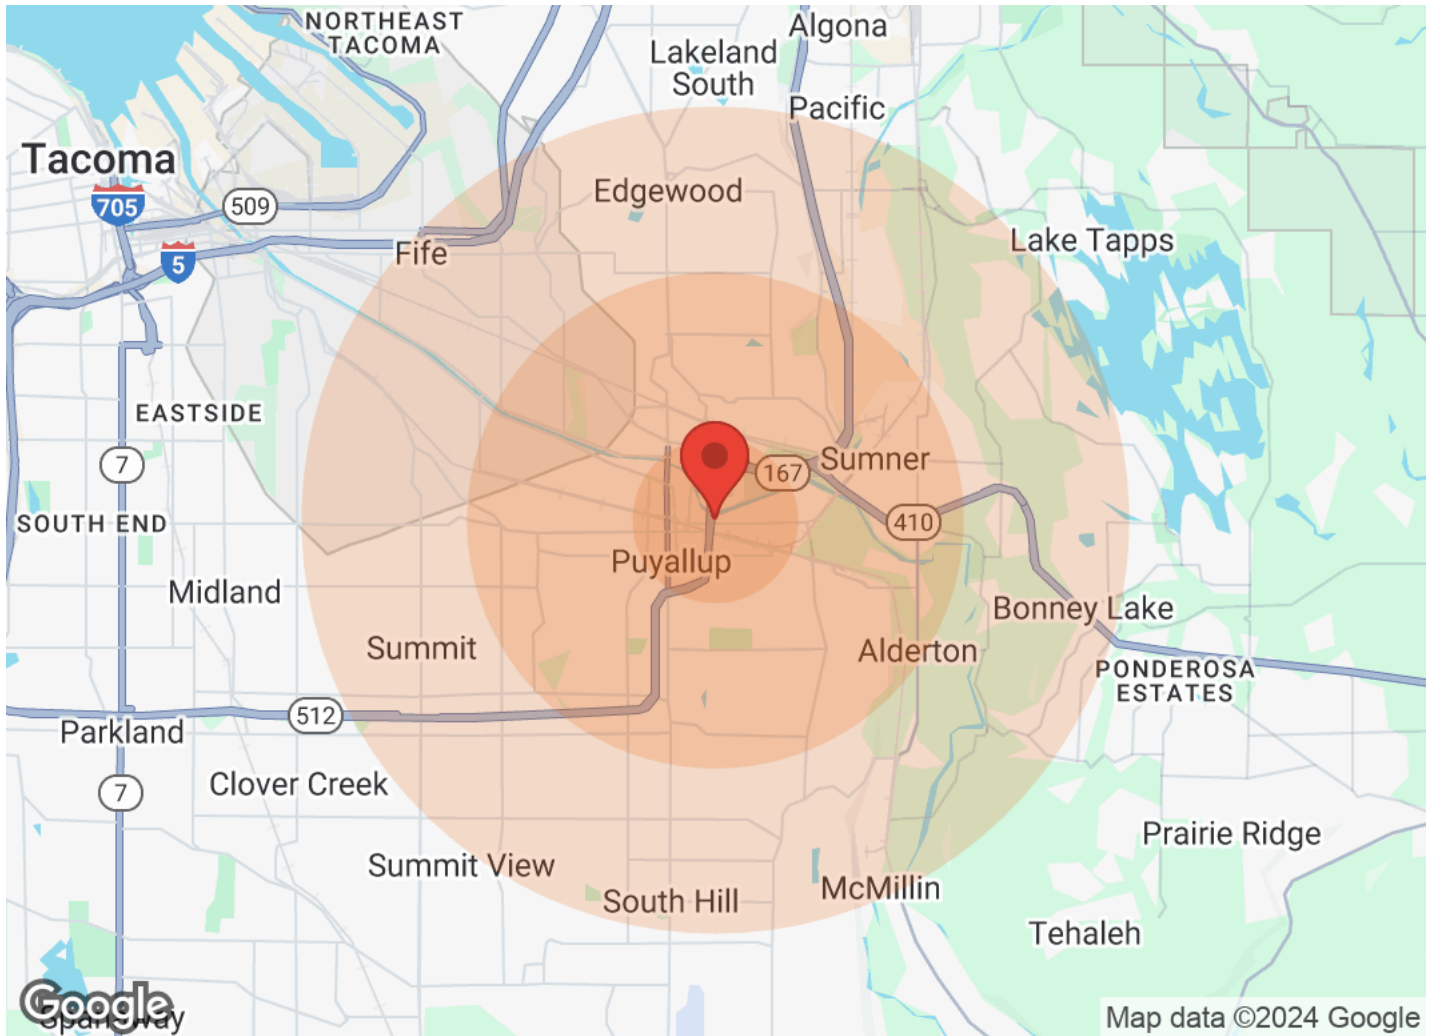 NORTHEAST
TACOMA
Algona
Lakeland
South
Pacific
Tacoma
Edgewood
705
509
Fife
5
Lake Tapps
EASTSIDE
7
167
Sumner
SOUTH END
410
Puyallup
Midland
Bonney Lake
Summit
Alderton
PONDEROSA
ESTATES
512
Parkland
Clover Creek
7
Prairie Ridge
Summit View
South Hill
McMillin
Tehaleh
Google
Spanaway
Map data ©2024 Google